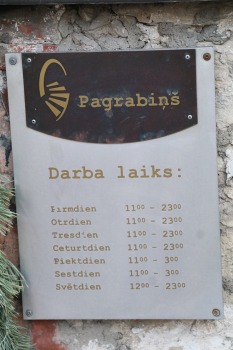 Pagrabiņš
Darba laiks:
Pirmdien 11⁰⁰ - 23⁰⁰
Otrdien 11⁰⁰ - 23⁰⁰
Tresdien 11⁰⁰ - 23⁰⁰
Ceturtdien 11⁰⁰ - 23⁰⁰
Piektdien 11⁰⁰ - 3⁰⁰
Sestdien 11⁰⁰ - 3⁰⁰
Svētdien 12⁰⁰ - 23⁰⁰